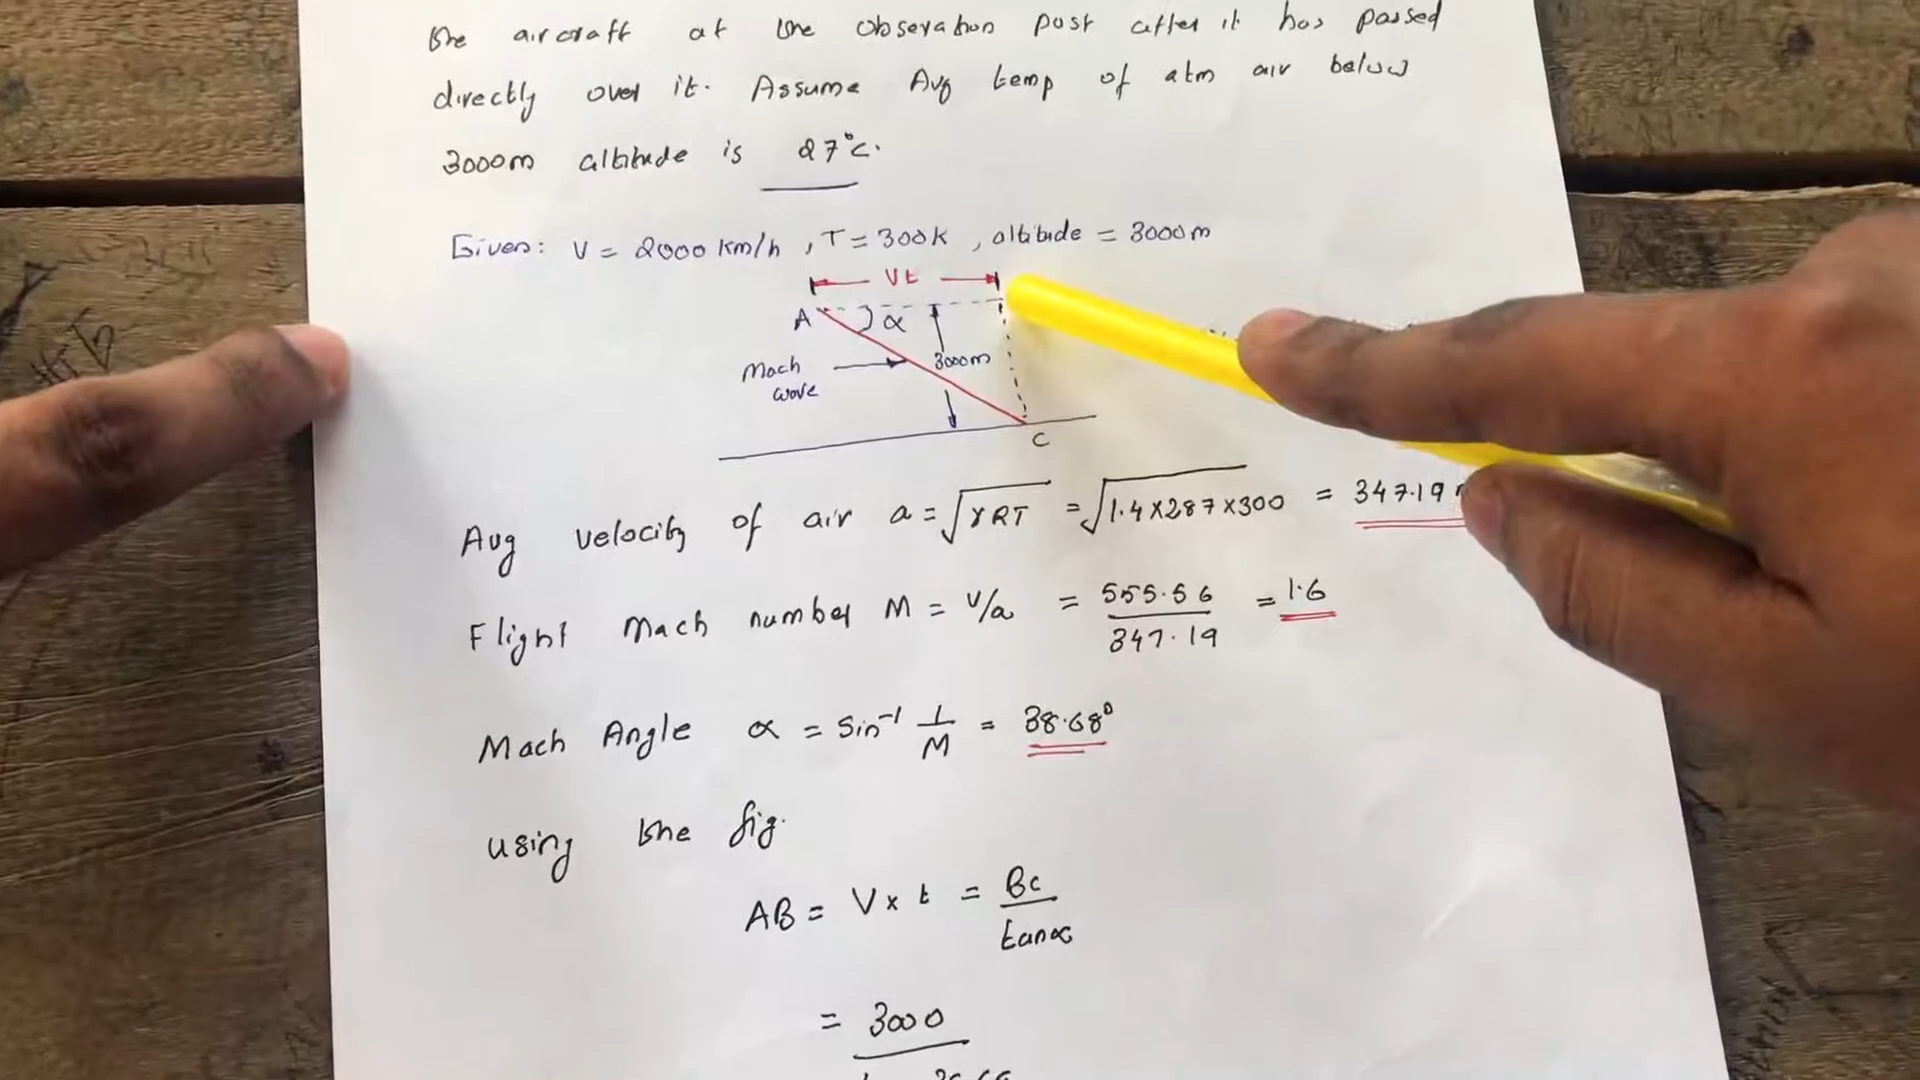 the aircraft at the observation post after it has passed
directly over it. Assume Avg temp of atm air below
3000m altitude is 27°C.
Given: V = 2000 km/h , T = 300K , altitude = 3000m
Vt
A α
Mach wave
3000m
C
Avg velocity of air a = √γRT = √1.4×287×300 = 347.19
Flight Mach number M = V/a = 555.56/347.19 = 1.6
Mach Angle α = Sin⁻¹ 1/M = 38.68°
using the fig.
AB = V × t = BC/tanα
= 3000